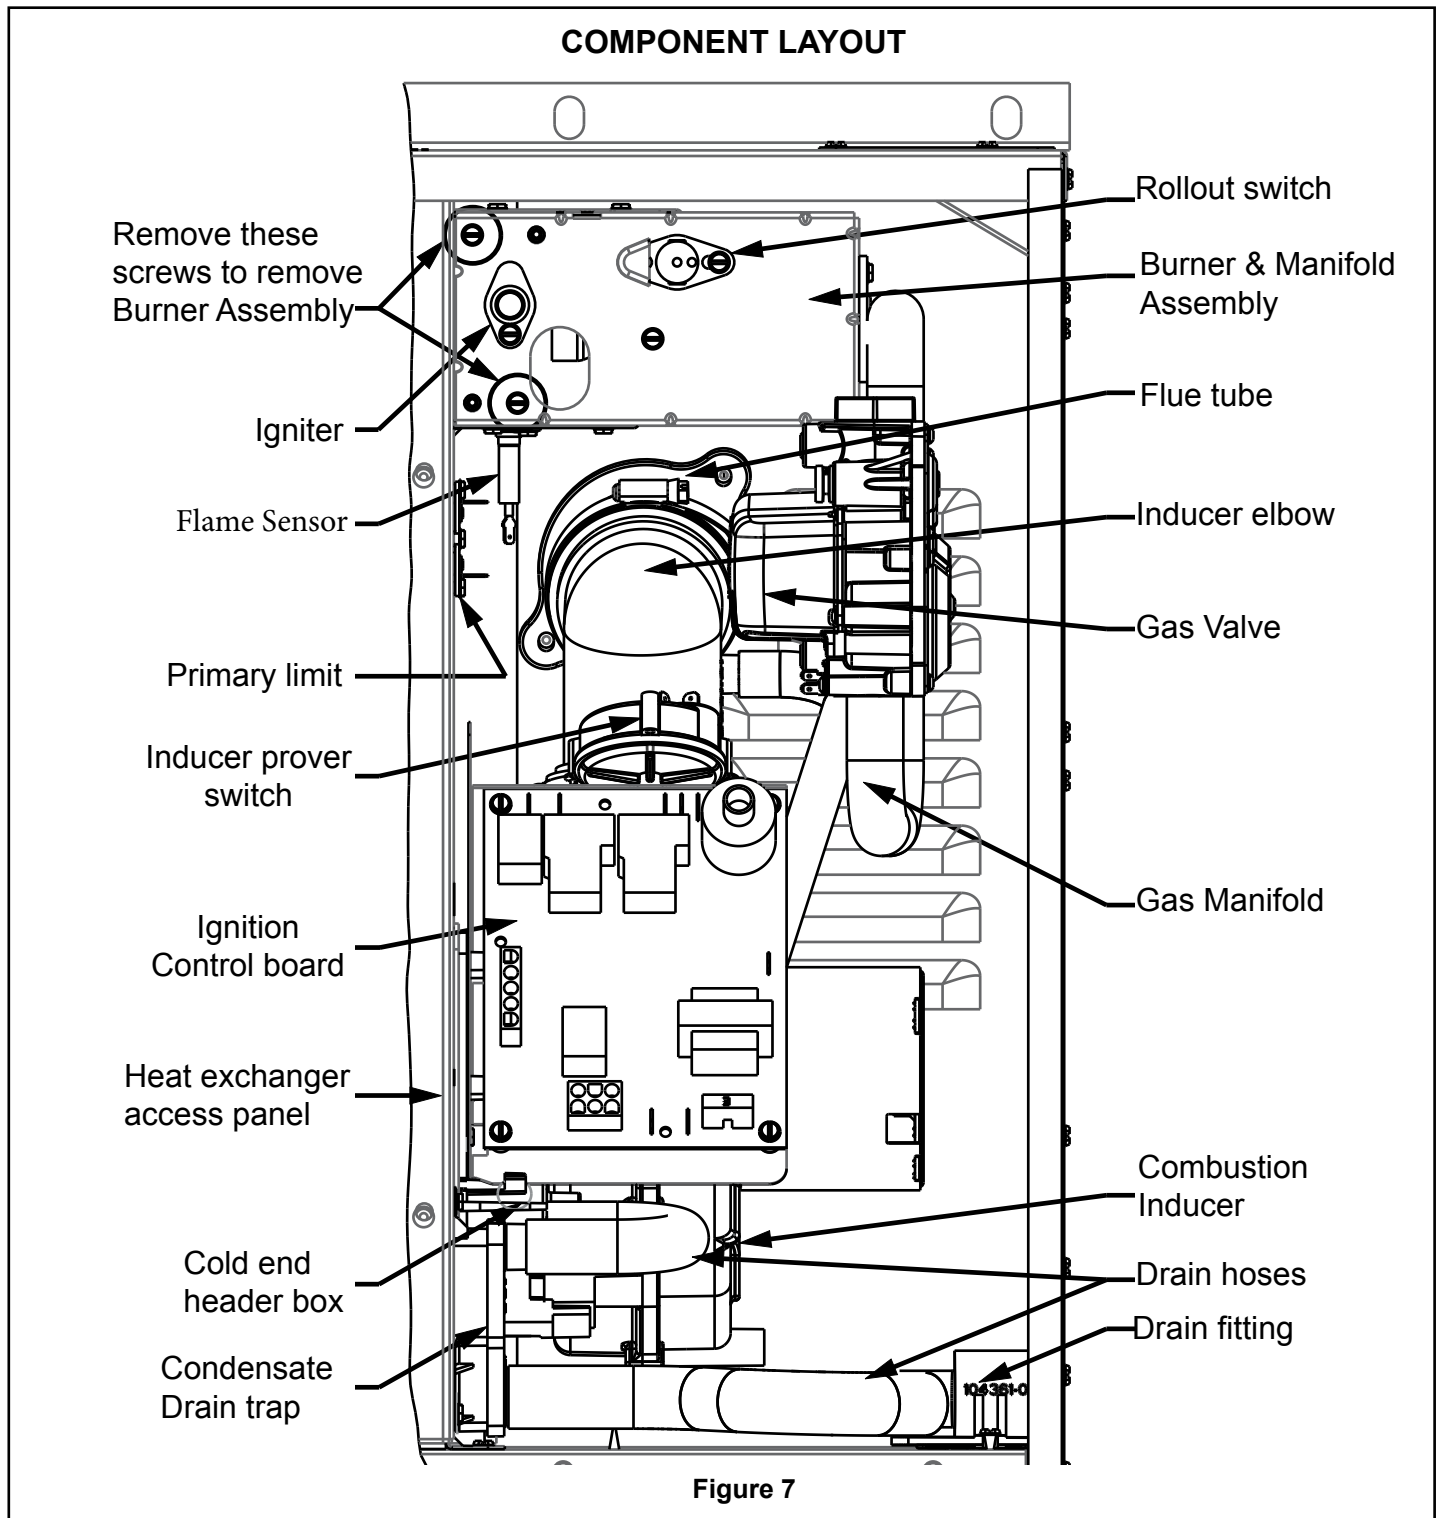 COMPONENT LAYOUT
Remove these
screws to remove
Burner Assembly
Igniter
Flame Sensor
Primary limit
Inducer prover
switch
Ignition
Control board
Heat exchanger
access panel
Cold end
header box
Condensate
Drain trap
Rollout switch
Burner & Manifold
Assembly
Flue tube
Inducer elbow
Gas Valve
Gas Manifold
Combustion
Inducer
Drain hoses
Drain fitting
104361-0
Figure 7